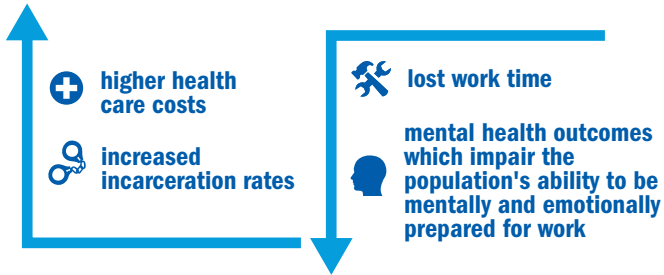 higher health
care costs
increased
incarceration rates
lost work time
mental health outcomes
which impair the
population's ability to be
mentally and emotionally
prepared for work